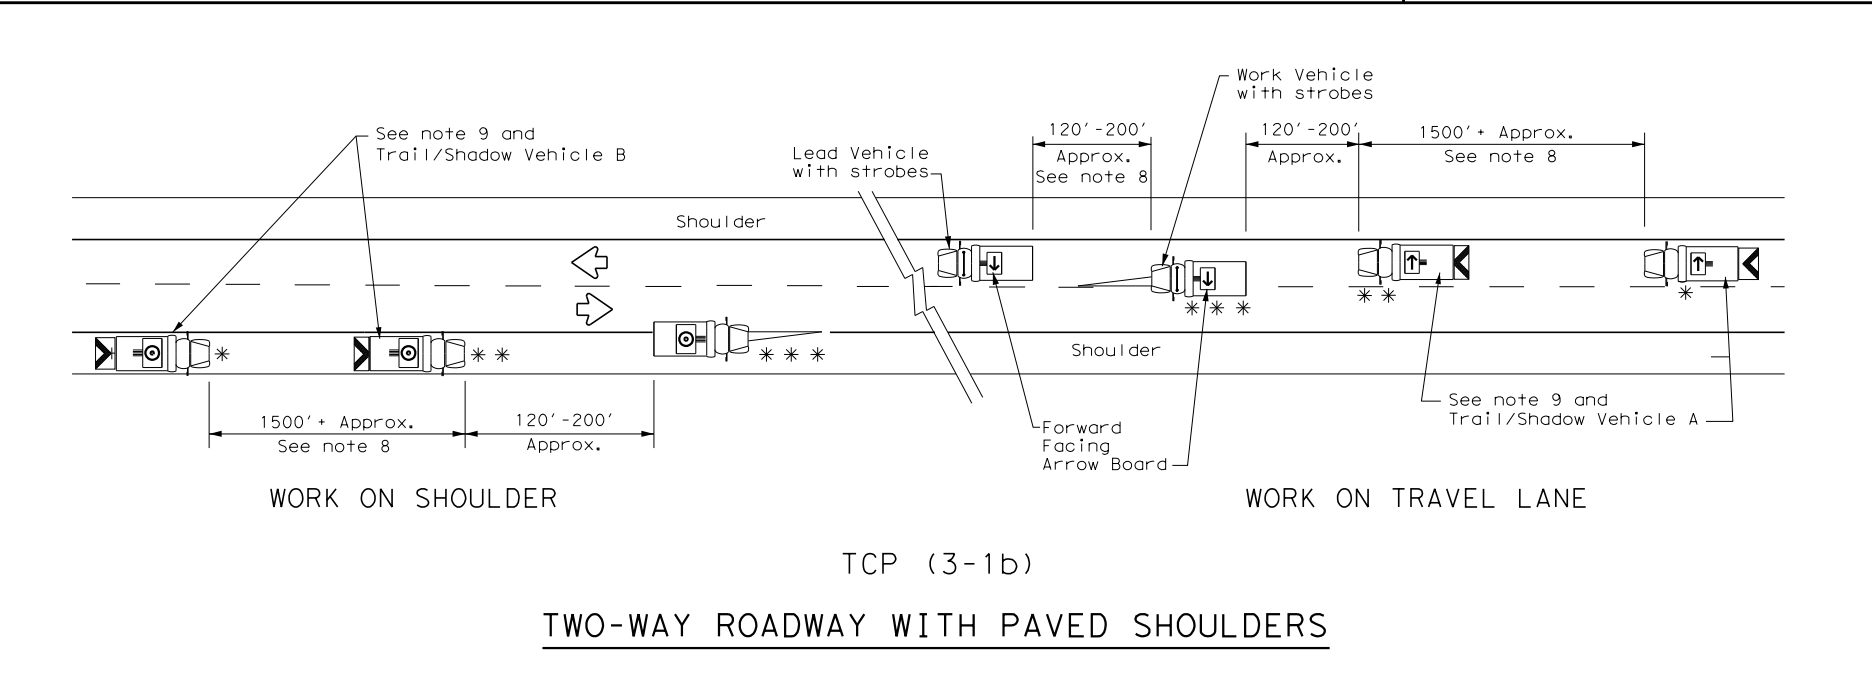 Work Vehicle
with strobes
See note 9 and
Trail/Shadow Vehicle B
Lead Vehicle
with strobes
120'-200'
Approx.
See note 8
120'-200'
Approx.
1500'+ Approx.
See note 8
Shoulder
*
* *
* * *
* * *
* *
*
Shoulder
1500'+ Approx.
See note 8
120'-200'
Approx.
Forward
Facing
Arrow Board
See note 9 and
Trail/Shadow Vehicle A
WORK ON SHOULDER
WORK ON TRAVEL LANE
TCP (3-1b)
TWO-WAY ROADWAY WITH PAVED SHOULDERS